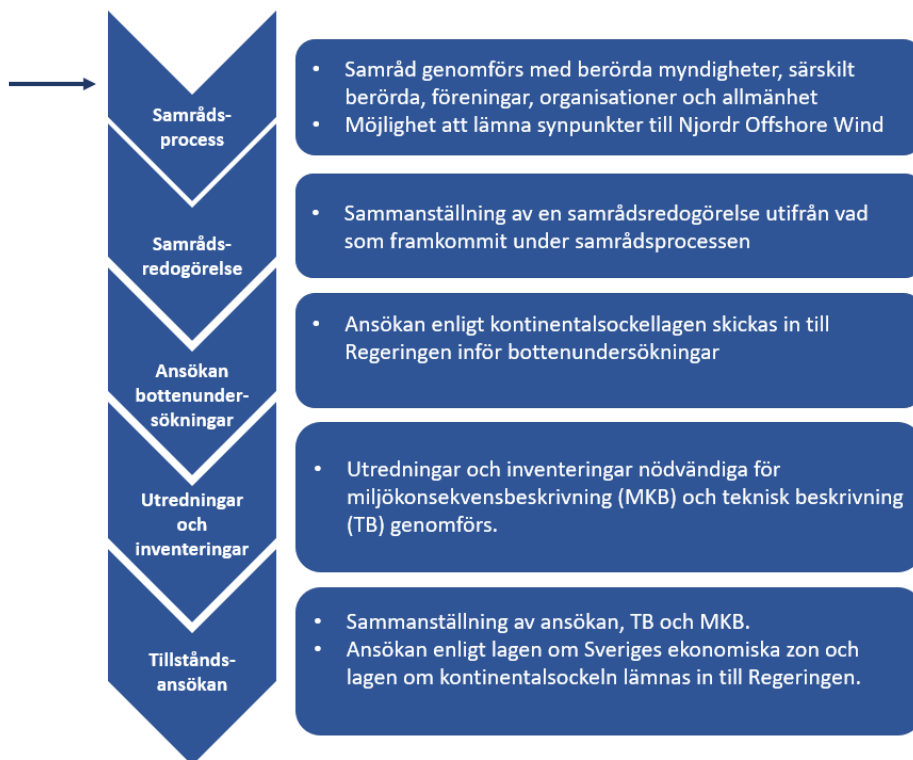 Samråds-
process
• Samråd genomförs med berörda myndigheter, särskilt
berörda, föreningar, organisationer och allmänhet
• Möjlighet att lämna synpunkter till Njordr Offshore Wind
Samråds-
redogörelse
• Sammanställning av en samrådsredogörelse utifrån vad
som framkommit under samrådsprocessen
Ansökan
bottenunder-
sökningar
• Ansökan enligt kontinentalsockellagen skickas in till
Regeringen inför bottenundersökningar
Utredningar
och
inventeringar
• Utredningar och inventeringar nödvändiga för
miljökonsekvensbeskrivning (MKB) och teknisk beskrivning
(TB) genomförs.
Tillstånds-
ansökan
• Sammanställning av ansökan, TB och MKB.
• Ansökan enligt lagen om Sveriges ekonomiska zon och
lagen om kontinentalsockeln lämnas in till Regeringen.